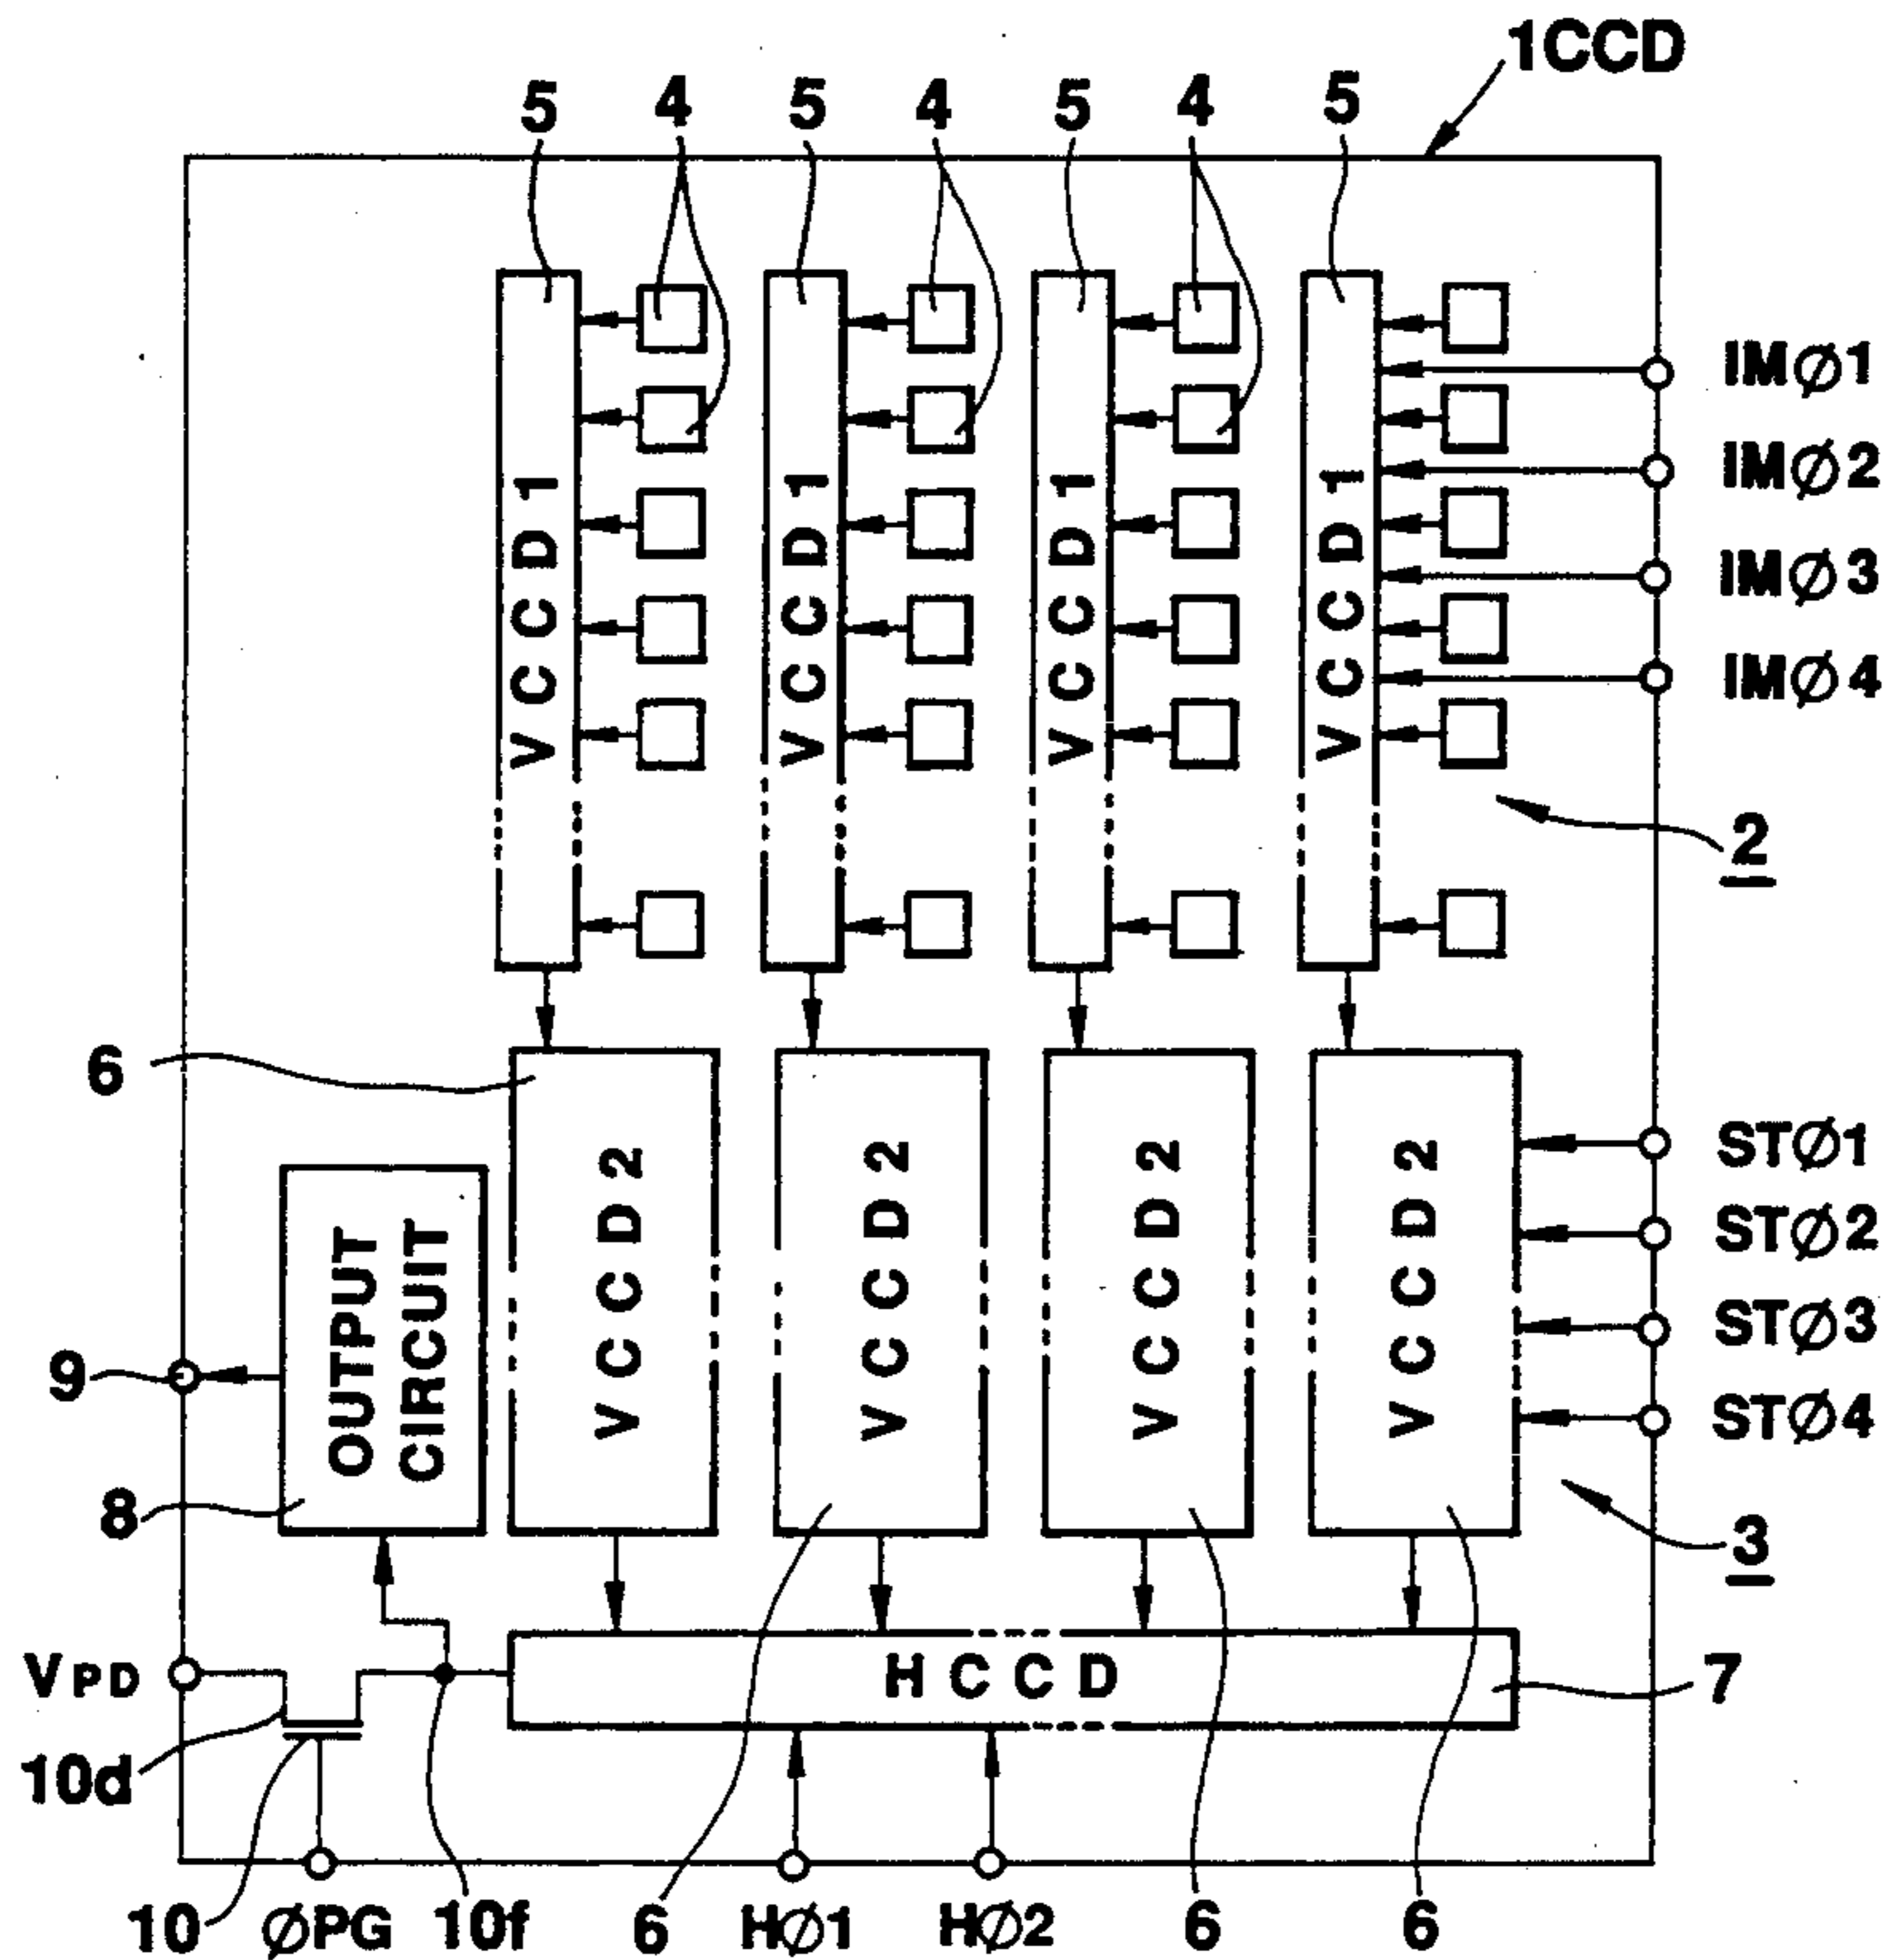 1CCD
5 4 5 4 5 4 5
VCCD1 VCCD1 VCCD1 VCCD1
IMØ1
IMØ2
IMØ3
IMØ4
2
6
VCCD2 VCCD2 VCCD2 VCCD2
STØ1
STØ2
STØ3
STØ4
OUTPUT
CIRCUIT
9
8
3
VPD
HCCD
7
10d
10 ØPG 10f 6 HØ1 HØ2 6 6